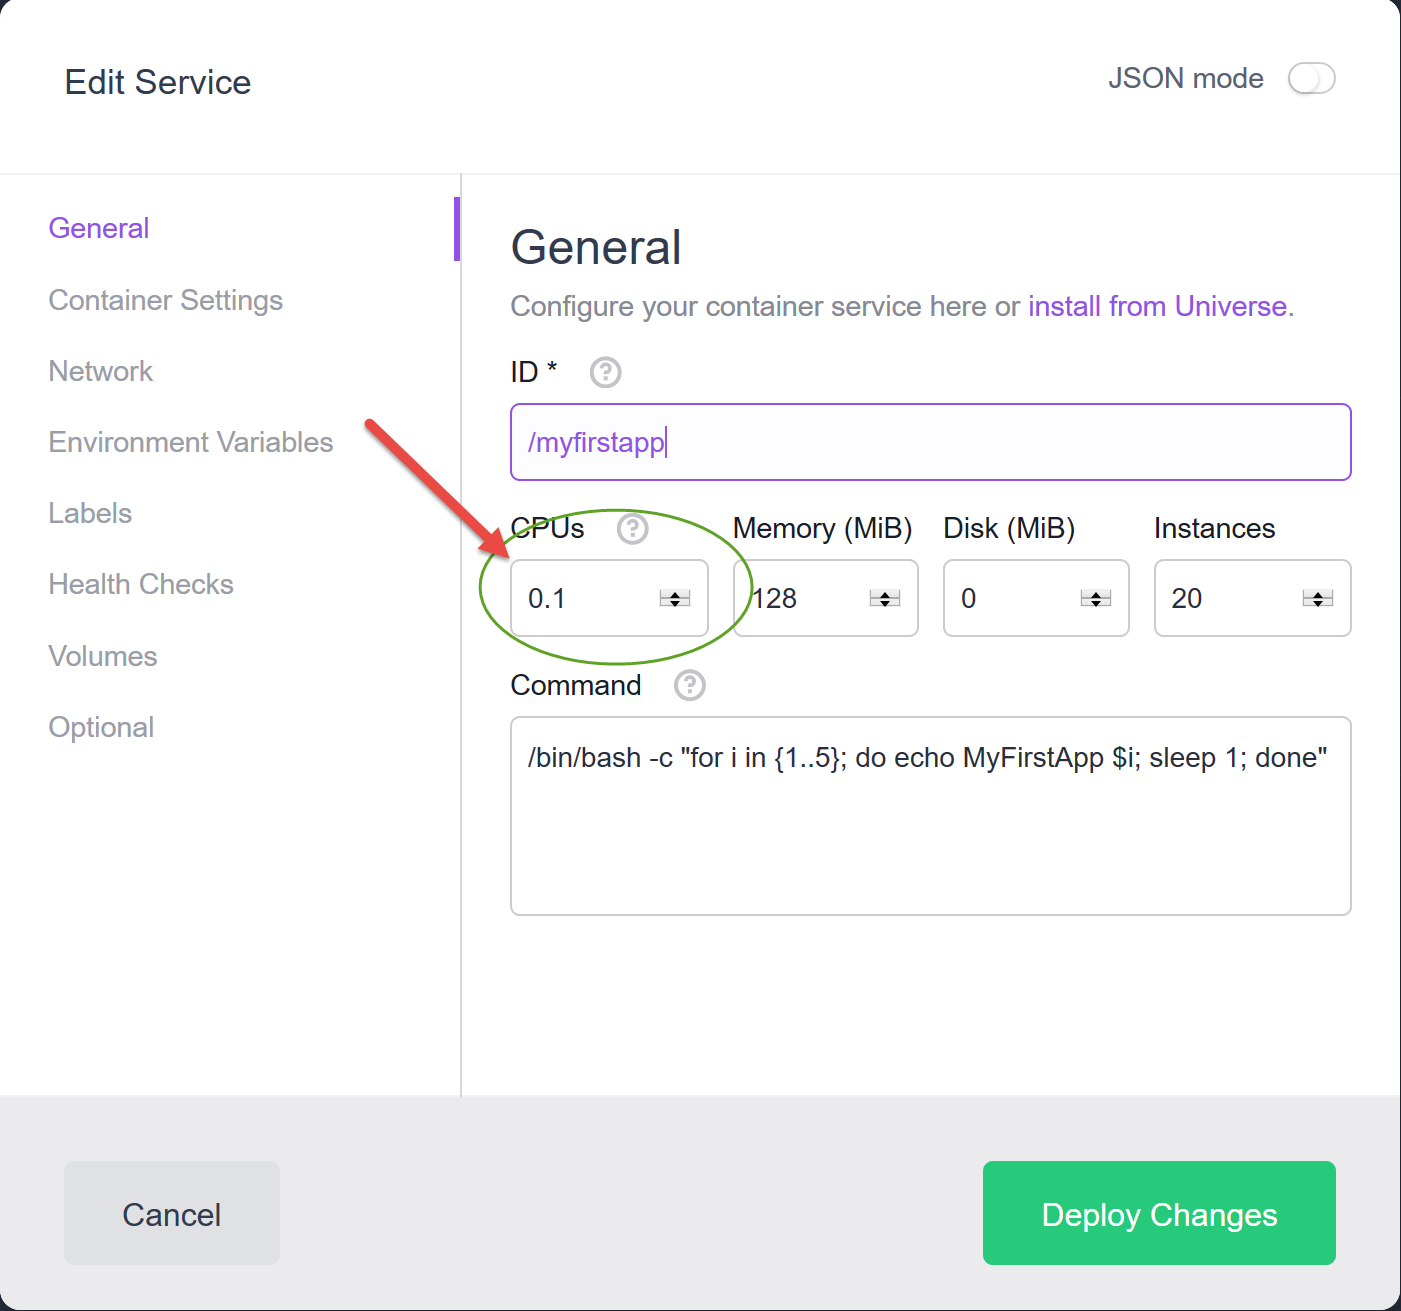 Edit Service
JSON mode
General
Container Settings
Network
Environment Variables
Labels
Health Checks
Volumes
Optional
General
Configure your container service here or install from Universe.
ID * ?
/myfirstapp
CPUs ? Memory (MiB) Disk (MiB) Instances
0.1 128 0 20
Command ?
/bin/bash -c "for i in {1..5}; do echo MyFirstApp $i; sleep 1; done"
Cancel
Deploy Changes